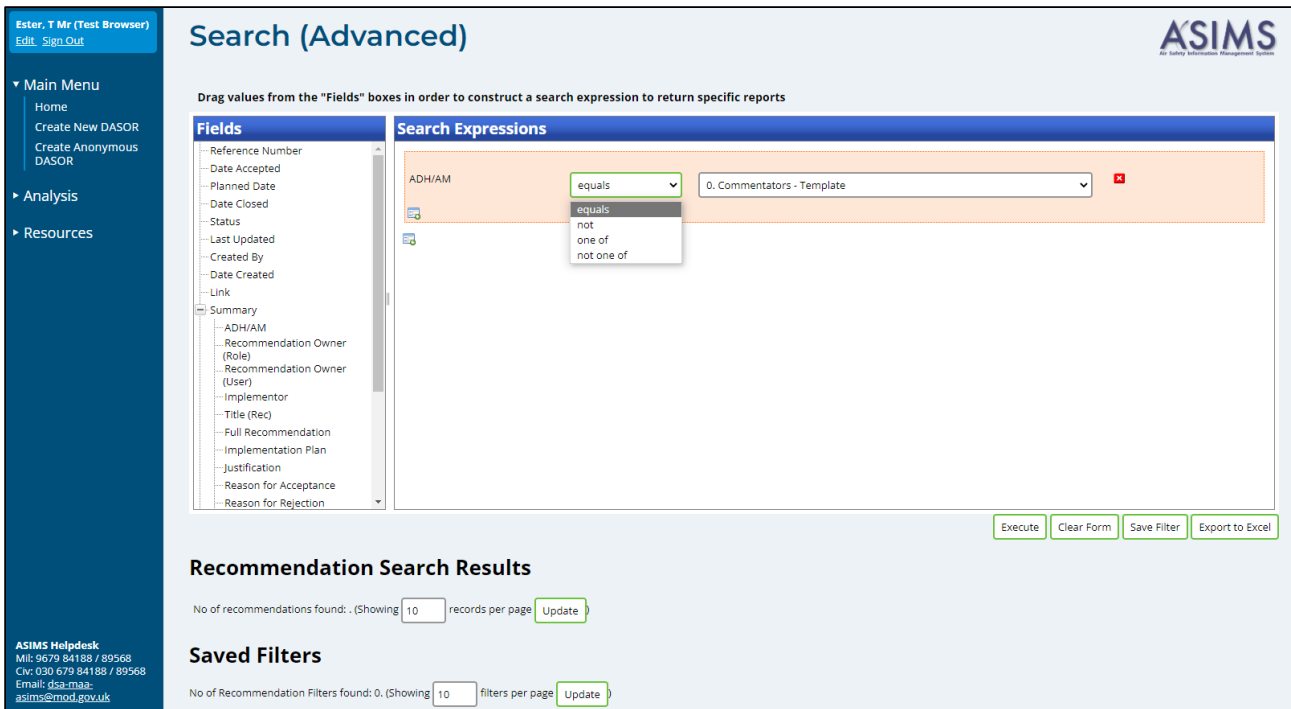 Ester, T Mr (Test Browser)
Edit Sign Out
Main Menu
Home
Create New DASOR
Create Anonymous
DASOR
Analysis
Resources
ASIMS Helpdesk
Mil: 9679 84188 / 89568
Civ: 030 679 84188 / 89568
Email: dsa-maa-
asims@mod.gov.uk
Search (Advanced)
ASIMS
Air Safety Information Management System
Drag values from the "Fields" boxes in order to construct a search expression to return specific reports
Fields
Reference Number
Date Accepted
Planned Date
Date Closed
Status
Last Updated
Created By
Date Created
Link
Summary
ADH/AM
Recommendation Owner
(Role)
Recommendation Owner
(User)
Implementor
Title (Rec)
Full Recommendation
Implementation Plan
Justification
Reason for Acceptance
Reason for Rejection
Search Expressions
ADH/AM equals 0. Commentators - Template
equals
not
one of
not one of
Execute Clear Form Save Filter Export to Excel
Recommendation Search Results
No of recommendations found: . (Showing 10 records per page Update )
Saved Filters
No of Recommendation Filters found: 0. (Showing 10 filters per page Update )